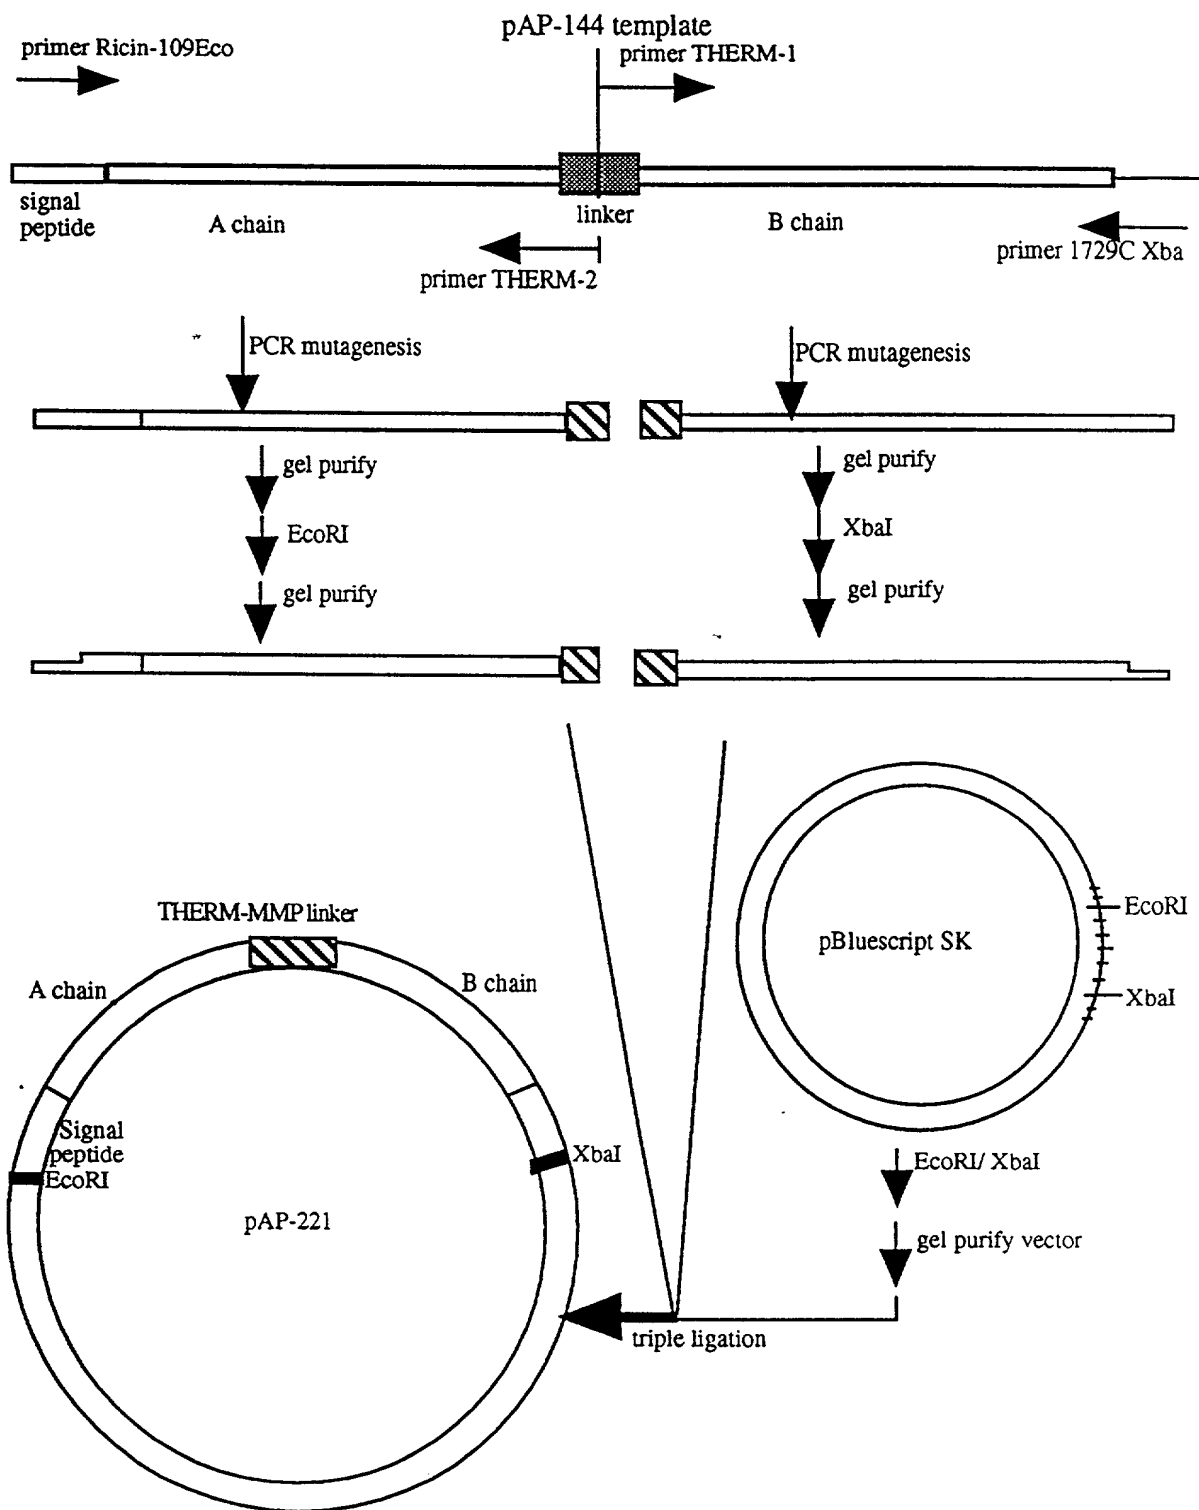 pAP-144 template
primer Ricin-109Eco
primer THERM-1
signal
peptide
A chain
linker
B chain
primer THERM-2
primer 1729C Xba
PCR mutagenesis
PCR mutagenesis
gel purify
gel purify
EcoRI
XbaI
gel purify
gel purify
THERM-MMP linker
A chain
B chain
pBluescript SK
EcoRI
XbaI
Signal
peptide
EcoRI
XbaI
pAP-221
EcoRI/ XbaI
gel purify vector
triple ligation